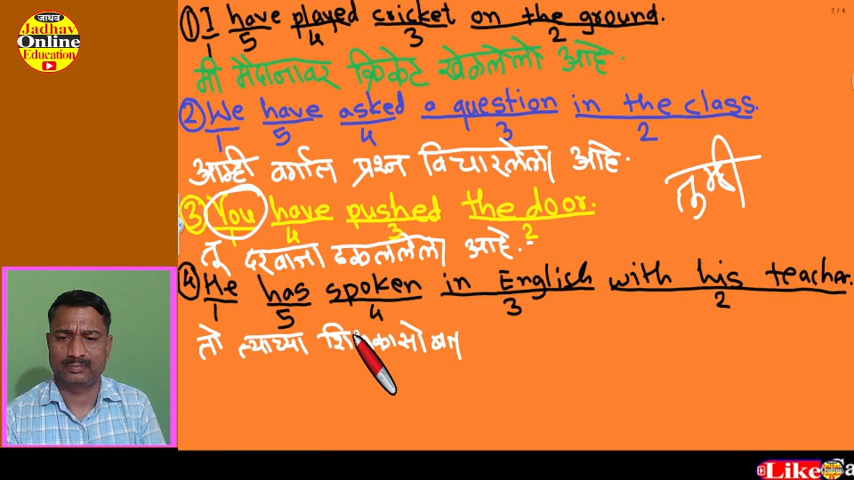 जाधव
Jadhav
Online
Education
2/4
① I have played cricket on the ground.
1 5 4 3 2
मी मैदानावर क्रिकेट खेळलेलो आहे.
② We have asked a question in the class.
1 5 4 3 2
आम्ही वर्गात प्रश्न विचारलेला आहे.
तुम्ही
③ You have pushed the door.
1 4 3 2
तू दरवाजा ढकललेला आहे.
④ He has spoken in English with his teacher.
1 5 4 3 2
तो त्याच्या
Like